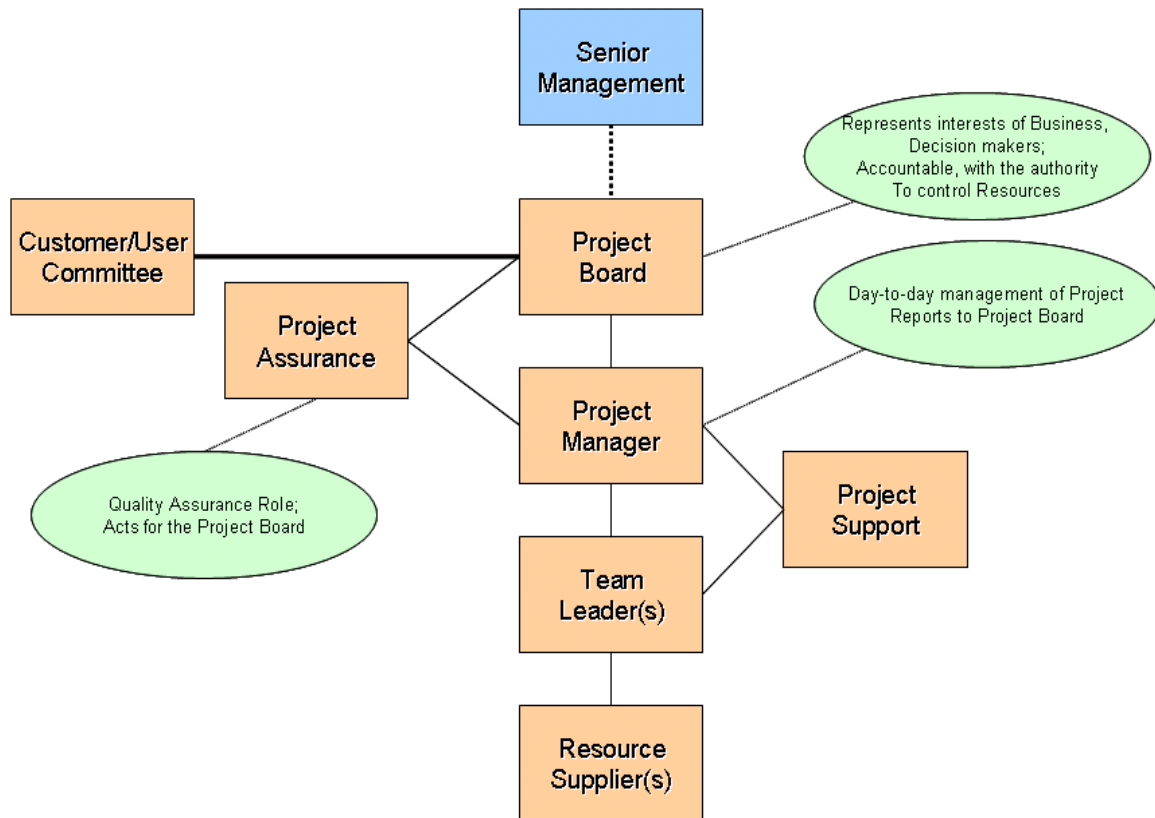 Senior
Management
Represents interests of Business,
Decision makers;
Accountable, with the authority
To control Resources
Customer/User
Committee
Project
Board
Day-to-day management of Project
Reports to Project Board
Project
Assurance
Project
Manager
Quality Assurance Role;
Acts for the Project Board
Project
Support
Team
Leader(s)
Resource
Supplier(s)